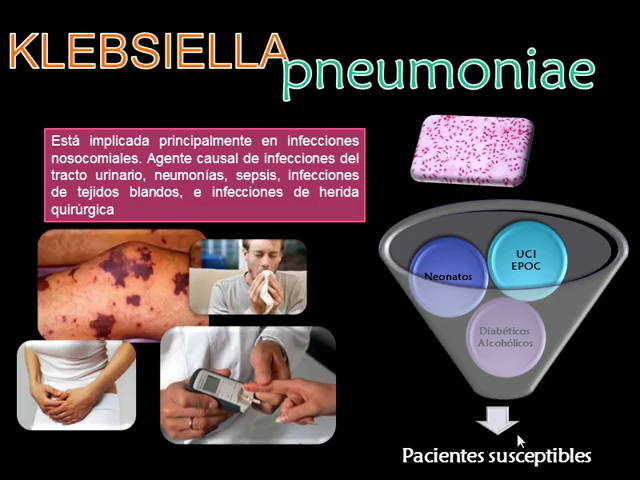 KLEBSIELLA
pneumoniae
Está implicada principalmente en infecciones
nosocomiales. Agente causal de infecciones del
tracto urinario, neumonías, sepsis, infecciones
de tejidos blandos, e infecciones de herida
quirúrgica
Neonatos
UCI
EPOC
Diabéticos
Alcohólicos
Pacientes susceptibles